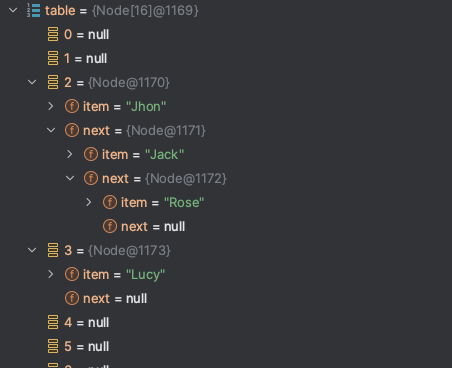 table = {Node[16]@1169}
0 = null
1 = null
2 = {Node@1170}
item = "Jhon"
next = {Node@1171}
item = "Jack"
next = {Node@1172}
item = "Rose"
next = null
3 = {Node@1173}
item = "Lucy"
next = null
4 = null
5 = null